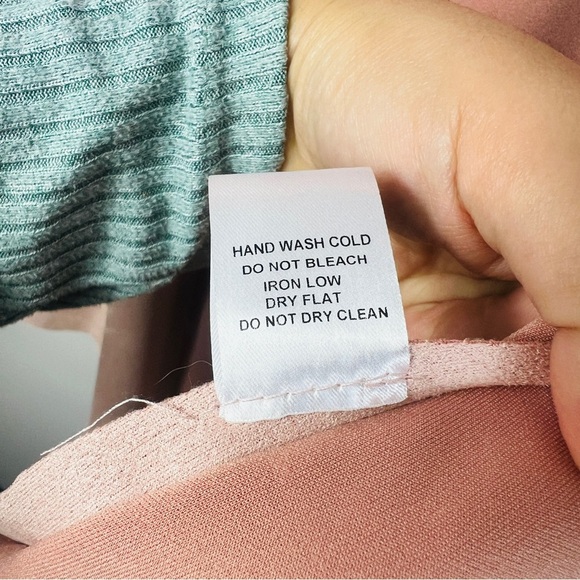 HAND WASH COLD
DO NOT BLEACH
IRON LOW
DRY FLAT
DO NOT DRY CLEAN